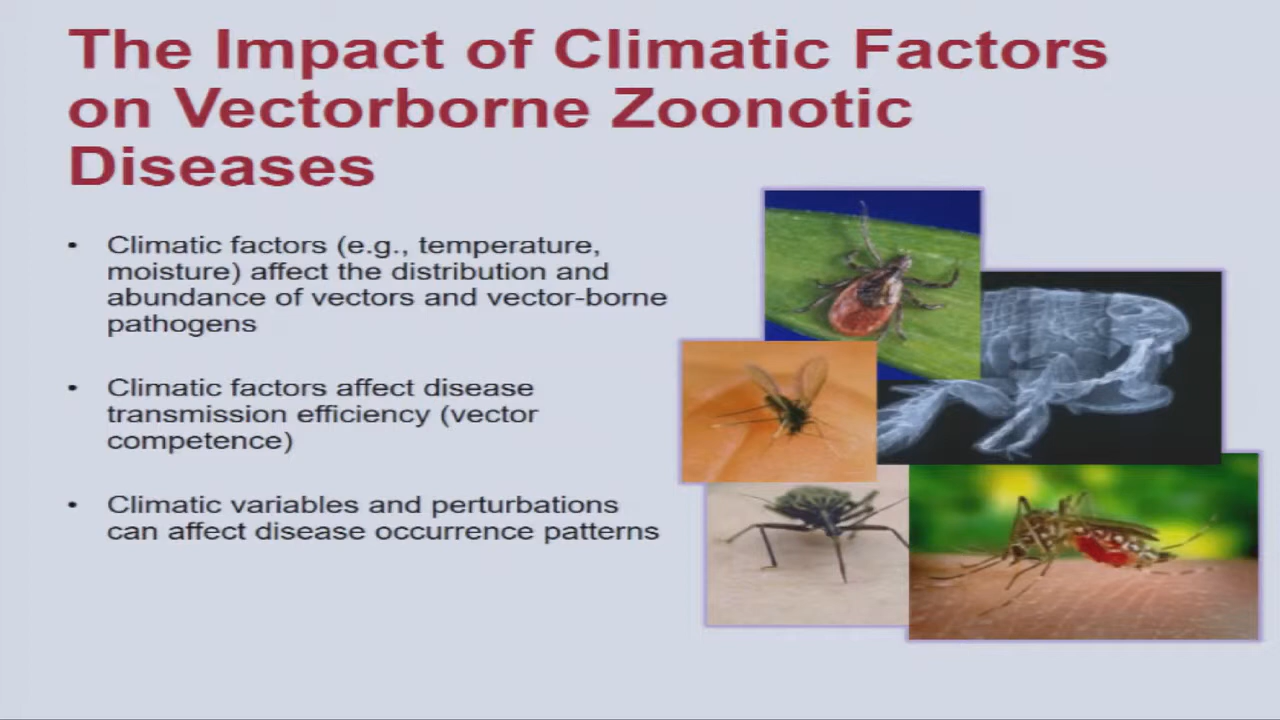 The Impact of Climatic Factors
on Vectorborne Zoonotic
Diseases
• Climatic factors (e.g., temperature,
moisture) affect the distribution and
abundance of vectors and vector-borne
pathogens
• Climatic factors affect disease
transmission efficiency (vector
competence)
• Climatic variables and perturbations
can affect disease occurrence patterns